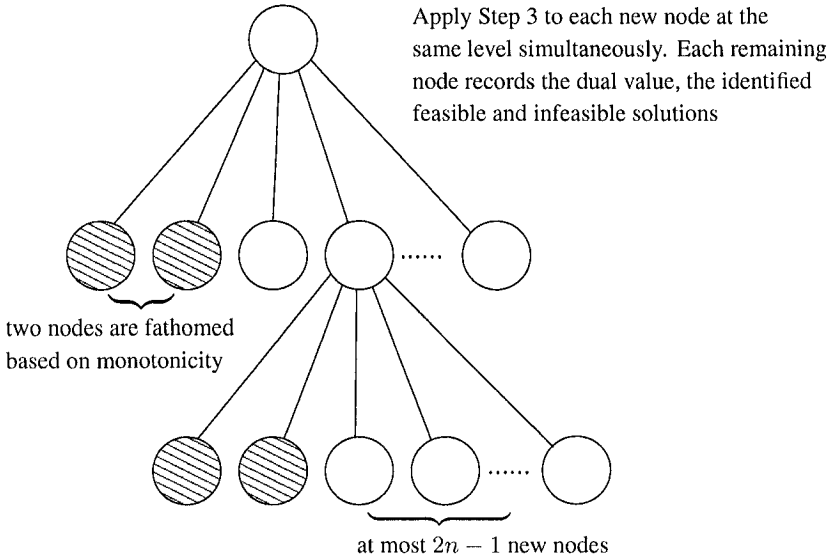 Apply Step 3 to each new node at the
same level simultaneously. Each remaining
node records the dual value, the identified
feasible and infeasible solutions
......
two nodes are fathomed
based on monotonicity
......
at most 2n − 1 new nodes